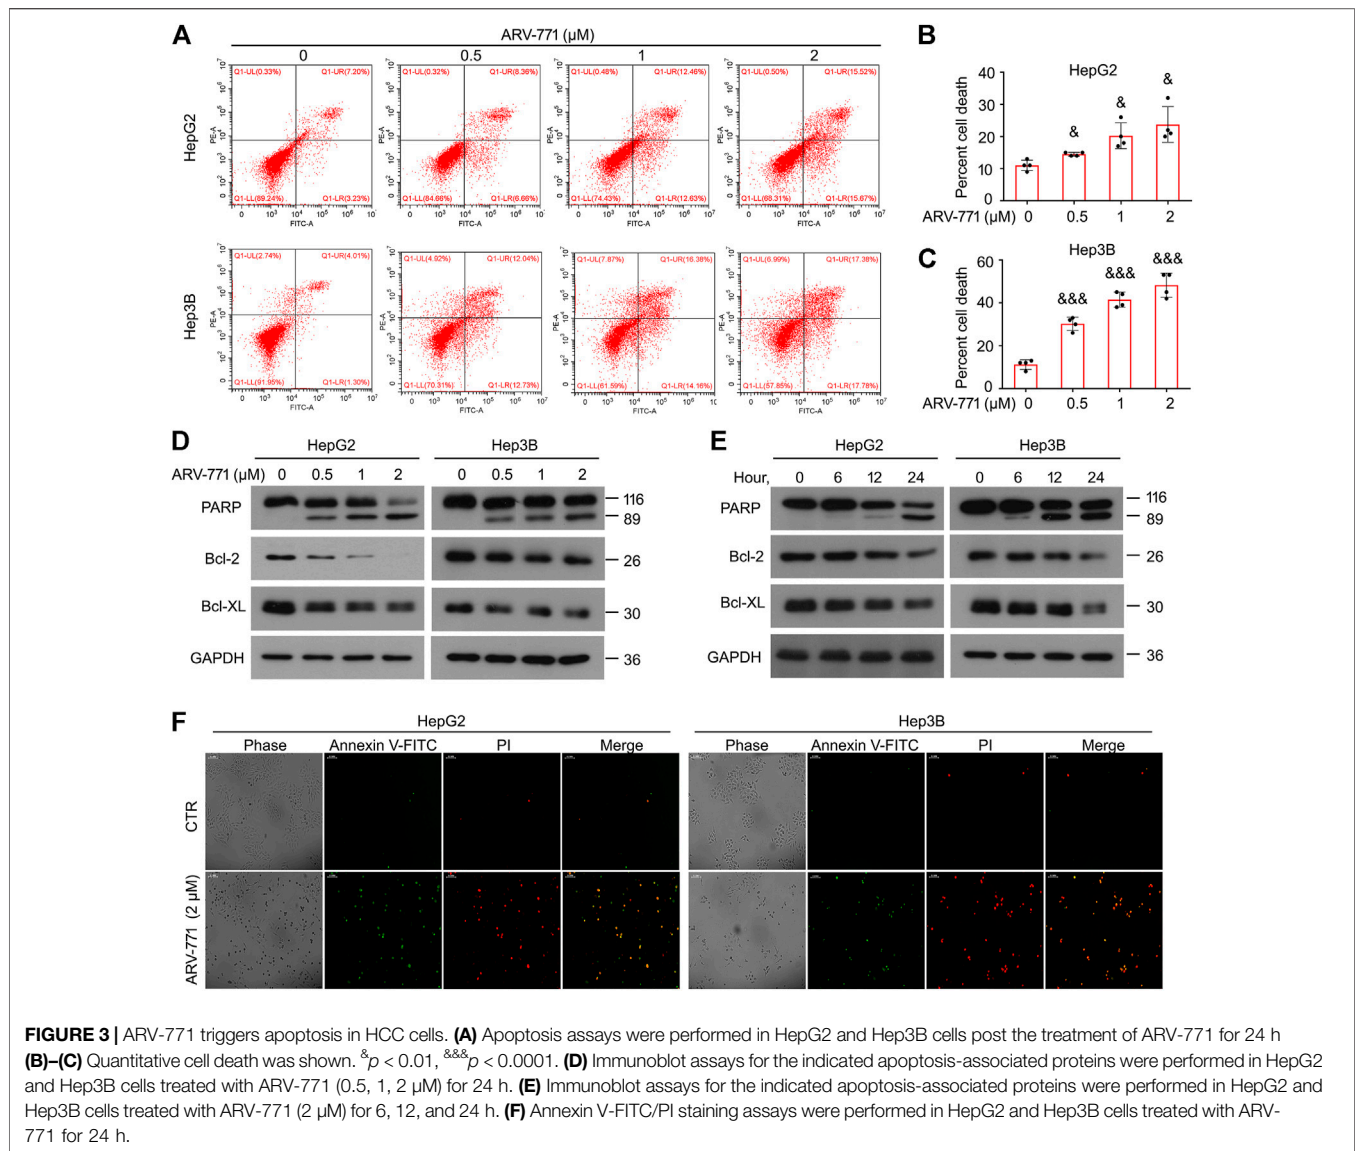 A
ARV-771 (μM)
0 0.5 1 2
HepG2
Q1-UL(0.33%) Q1-UR(7.20%)
Q1-LL(89.24%) Q1-LR(3.23%)
Q1-UL(0.32%) Q1-UR(8.36%)
Q1-LL(84.66%) Q1-LR(6.66%)
Q1-UL(0.48%) Q1-UR(12.46%)
Q1-LL(74.43%) Q1-LR(12.63%)
Q1-UL(0.50%) Q1-UR(15.52%)
Q1-LL(68.31%) Q1-LR(15.67%)
PE-A
FITC-A
Hep3B
Q1-UL(2.74%) Q1-UR(4.01%)
Q1-LL(91.95%) Q1-LR(1.30%)
Q1-UL(4.92%) Q1-UR(12.04%)
Q1-LL(70.31%) Q1-LR(12.73%)
Q1-UL(7.87%) Q1-UR(16.38%)
Q1-LL(61.59%) Q1-LR(14.16%)
Q1-UL(6.99%) Q1-UR(17.38%)
Q1-LL(57.85%) Q1-LR(17.78%)
PE-A
FITC-A
B
HepG2
Percent cell death
40
30
20
10
0
& & &
ARV-771 (μM) 0 0.5 1 2
C
Hep3B
Percent cell death
60
40
20
0
&&& &&& &&&
ARV-771 (μM) 0 0.5 1 2
D
HepG2 Hep3B
ARV-771 (μM) 0 0.5 1 2 0 0.5 1 2
PARP 116
89
Bcl-2 26
Bcl-XL 30
GAPDH 36
E
HepG2 Hep3B
Hour, 0 6 12 24 0 6 12 24
PARP 116
89
Bcl-2 26
Bcl-XL 30
GAPDH 36
F
HepG2 Hep3B
Phase Annexin V-FITC PI Merge Phase Annexin V-FITC PI Merge
CTR
ARV-771 (2 μM)
FIGURE 3 | ARV-771 triggers apoptosis in HCC cells. (A) Apoptosis assays were performed in HepG2 and Hep3B cells post the treatment of ARV-771 for 24 h
(B)–(C) Quantitative cell death was shown. &p < 0.01, &&&p < 0.0001. (D) Immunoblot assays for the indicated apoptosis-associated proteins were performed in HepG2
and Hep3B cells treated with ARV-771 (0.5, 1, 2 μM) for 24 h. (E) Immunoblot assays for the indicated apoptosis-associated proteins were performed in HepG2 and
Hep3B cells treated with ARV-771 (2 μM) for 6, 12, and 24 h. (F) Annexin V-FITC/PI staining assays were performed in HepG2 and Hep3B cells treated with ARV-
771 for 24 h.